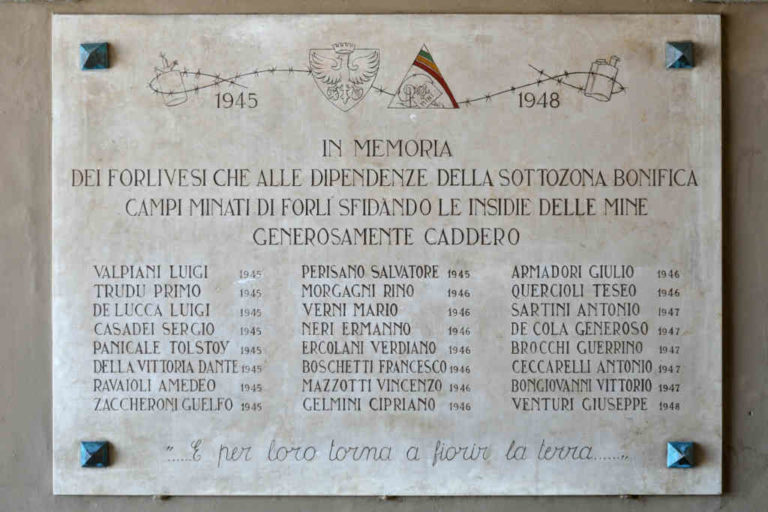 1945 1948
IN MEMORIA
DEI FORLIVESI CHE ALLE DIPENDENZE DELLA SOTTOZONA BONIFICA
CAMPI MINATI DI FORLÍ SFIDANDO LE INSIDIE DELLE MINE
GENEROSAMENTE CADDERO
VALPIANI LUIGI 1945
TRUDU PRIMO 1945
DE LUCCA LUIGI 1945
CASADEI SERGIO 1945
PANICALE TOLSTOY 1945
DELLA VITTORIA DANTE 1945
RAVAIOLI AMEDEO 1945
ZACCHERONI GUELFO 1945
PERISANO SALVATORE 1945
MORGAGNI RINO 1946
VERNI MARIO 1946
NERI ERMANNO 1946
ERCOLANI VERDIANO 1946
BOSCHETTI FRANCESCO 1946
MAZZOTTI VINCENZO 1946
GELMINI CIPRIANO 1946
ARMADORI GIULIO 1946
QUERCIOLI TESEO 1946
SARTINI ANTONIO 1947
DE COLA GENEROSO 1947
BROCCHI GUERRINO 1947
CECCARELLI ANTONIO 1947
BONGIOVANNI VITTORIO 1947
VENTURI GIUSEPPE 1948
"......E per loro torna a fiorir la terra......"